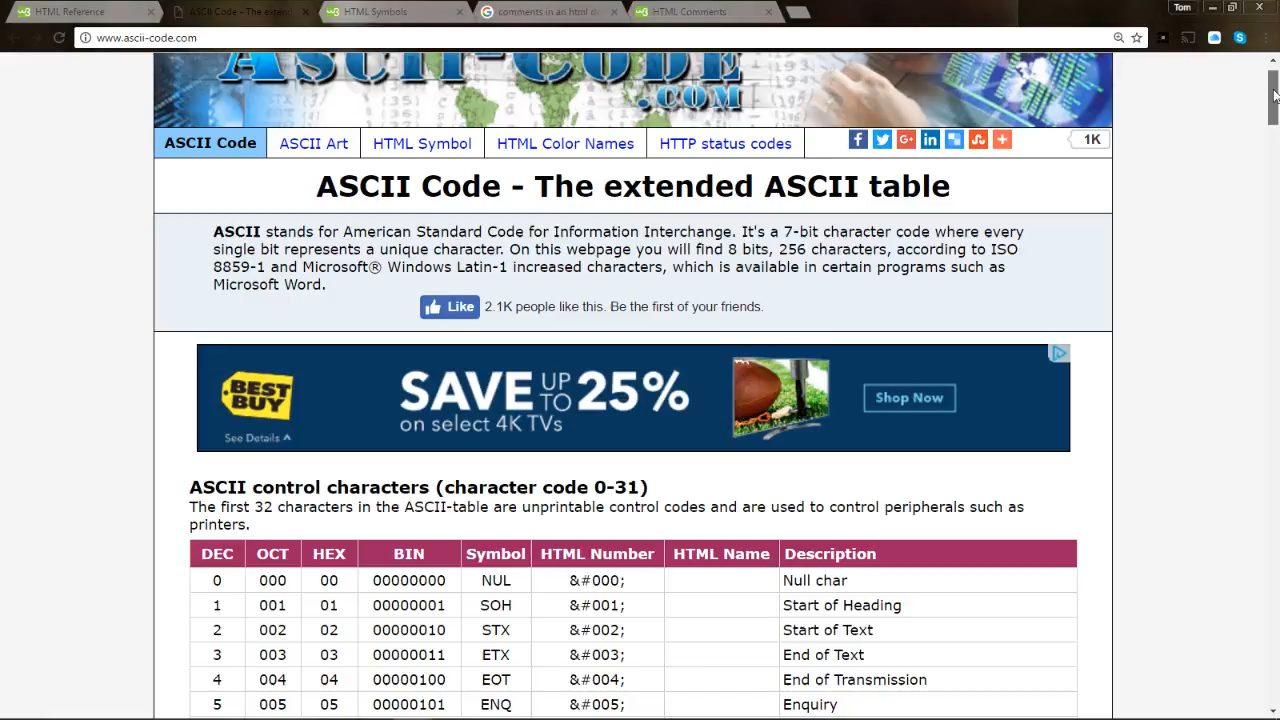 HTML Reference
ASCII Code - The exten
HTML Symbols
comments in an html d
HTML Comments
Tom
www.ascii-code.com
ASCII-CODE
.COM
ASCII Code
ASCII Art
HTML Symbol
HTML Color Names
HTTP status codes
1K
ASCII Code - The extended ASCII table
ASCII stands for American Standard Code for Information Interchange. It's a 7-bit character code where every
single bit represents a unique character. On this webpage you will find 8 bits, 256 characters, according to ISO
8859-1 and Microsoft® Windows Latin-1 increased characters, which is available in certain programs such as
Microsoft Word.
Like 2.1K people like this. Be the first of your friends.
BEST
BUY
See Details
SAVE UP TO 25%
on select 4K TVs
Shop Now
ASCII control characters (character code 0-31)
The first 32 characters in the ASCII-table are unprintable control codes and are used to control peripherals such as
printers.
DEC OCT HEX BIN Symbol HTML Number HTML Name Description
0 000 00 00000000 NUL &#000; Null char
1 001 01 00000001 SOH &#001; Start of Heading
2 002 02 00000010 STX &#002; Start of Text
3 003 03 00000011 ETX &#003; End of Text
4 004 04 00000100 EOT &#004; End of Transmission
5 005 05 00000101 ENQ &#005; Enquiry